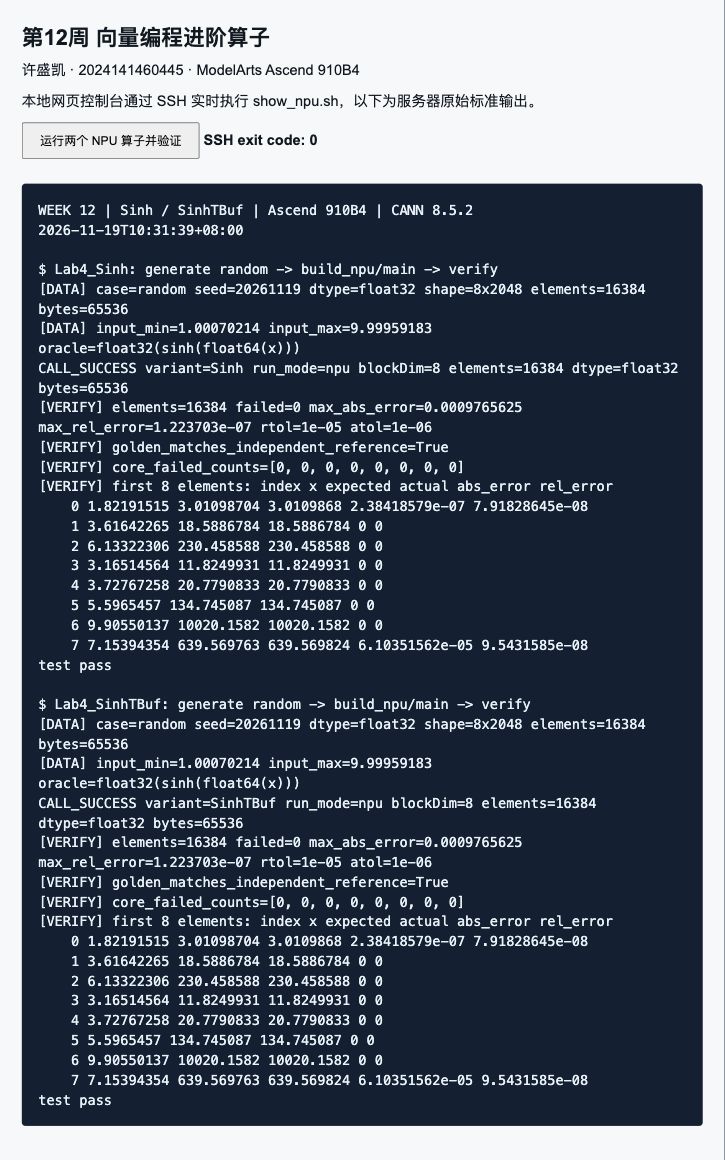 第12周 向量编程进阶算子
许盛凯 · 2024141460445 · ModelArts Ascend 910B4
本地网页控制台通过 SSH 实时执行 show_npu.sh，以下为服务器原始标准输出。
运行两个 NPU 算子并验证 SSH exit code: 0
WEEK 12 | Sinh / SinhTBuf | Ascend 910B4 | CANN 8.5.2
2026-11-19T10:31:39+08:00
$ Lab4_Sinh: generate random -> build_npu/main -> verify
[DATA] case=random seed=20261119 dtype=float32 shape=8x2048 elements=16384
bytes=65536
[DATA] input_min=1.00070214 input_max=9.99959183
oracle=float32(sinh(float64(x)))
CALL_SUCCESS variant=Sinh run_mode=npu blockDim=8 elements=16384 dtype=float32
bytes=65536
[VERIFY] elements=16384 failed=0 max_abs_error=0.0009765625
max_rel_error=1.223703e-07 rtol=1e-05 atol=1e-06
[VERIFY] golden_matches_independent_reference=True
[VERIFY] core_failed_counts=[0, 0, 0, 0, 0, 0, 0, 0]
[VERIFY] first 8 elements: index x expected actual abs_error rel_error
0 1.82191515 3.01098704 3.0109868 2.38418579e-07 7.91828645e-08
1 3.61642265 18.5886784 18.5886784 0 0
2 6.13322306 230.458588 230.458588 0 0
3 3.16514564 11.8249931 11.8249931 0 0
4 3.72767258 20.7790833 20.7790833 0 0
5 5.5965457 134.745087 134.745087 0 0
6 9.90550137 10020.1582 10020.1582 0 0
7 7.15394354 639.569763 639.569824 6.10351562e-05 9.5431585e-08
test pass
$ Lab4_SinhTBuf: generate random -> build_npu/main -> verify
[DATA] case=random seed=20261119 dtype=float32 shape=8x2048 elements=16384
bytes=65536
[DATA] input_min=1.00070214 input_max=9.99959183
oracle=float32(sinh(float64(x)))
CALL_SUCCESS variant=SinhTBuf run_mode=npu blockDim=8 elements=16384
dtype=float32 bytes=65536
[VERIFY] elements=16384 failed=0 max_abs_error=0.0009765625
max_rel_error=1.223703e-07 rtol=1e-05 atol=1e-06
[VERIFY] golden_matches_independent_reference=True
[VERIFY] core_failed_counts=[0, 0, 0, 0, 0, 0, 0, 0]
[VERIFY] first 8 elements: index x expected actual abs_error rel_error
0 1.82191515 3.01098704 3.0109868 2.38418579e-07 7.91828645e-08
1 3.61642265 18.5886784 18.5886784 0 0
2 6.13322306 230.458588 230.458588 0 0
3 3.16514564 11.8249931 11.8249931 0 0
4 3.72767258 20.7790833 20.7790833 0 0
5 5.5965457 134.745087 134.745087 0 0
6 9.90550137 10020.1582 10020.1582 0 0
7 7.15394354 639.569763 639.569824 6.10351562e-05 9.5431585e-08
test pass